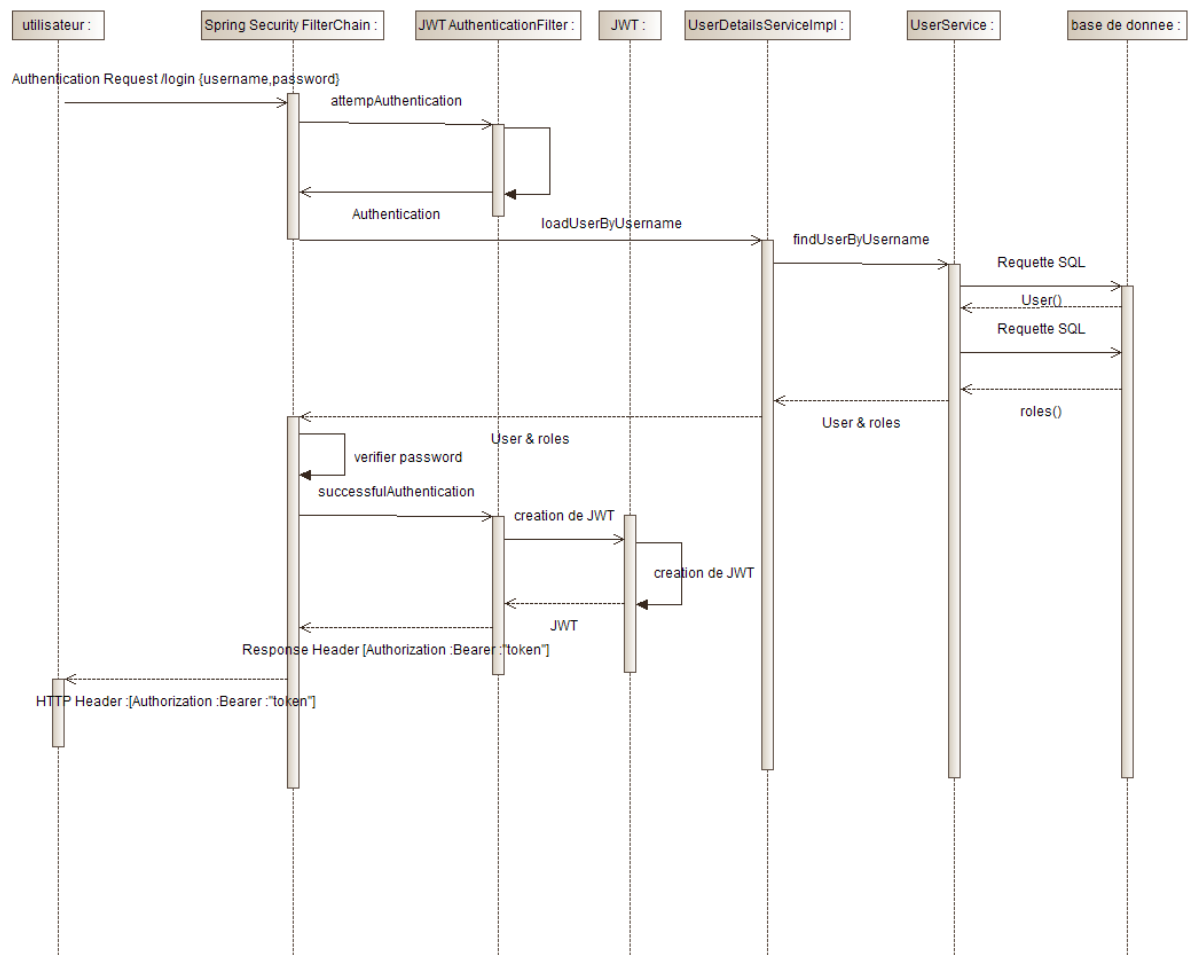 utilisateur :
Spring Security FilterChain :
JWT AuthenticationFilter :
JWT :
UserDetailsServiceImpl :
UserService :
base de donnee :
Authentication Request /login {username,password}
attempAuthentication
Authentication
loadUserByUsername
findUserByUsername
Requette SQL
User()
Requette SQL
roles()
User & roles
User & roles
verifier password
successfulAuthentication
creation de JWT
creation de JWT
JWT
Response Header [Authorization :Bearer :"token"]
HTTP Header :[Authorization :Bearer :"token"]